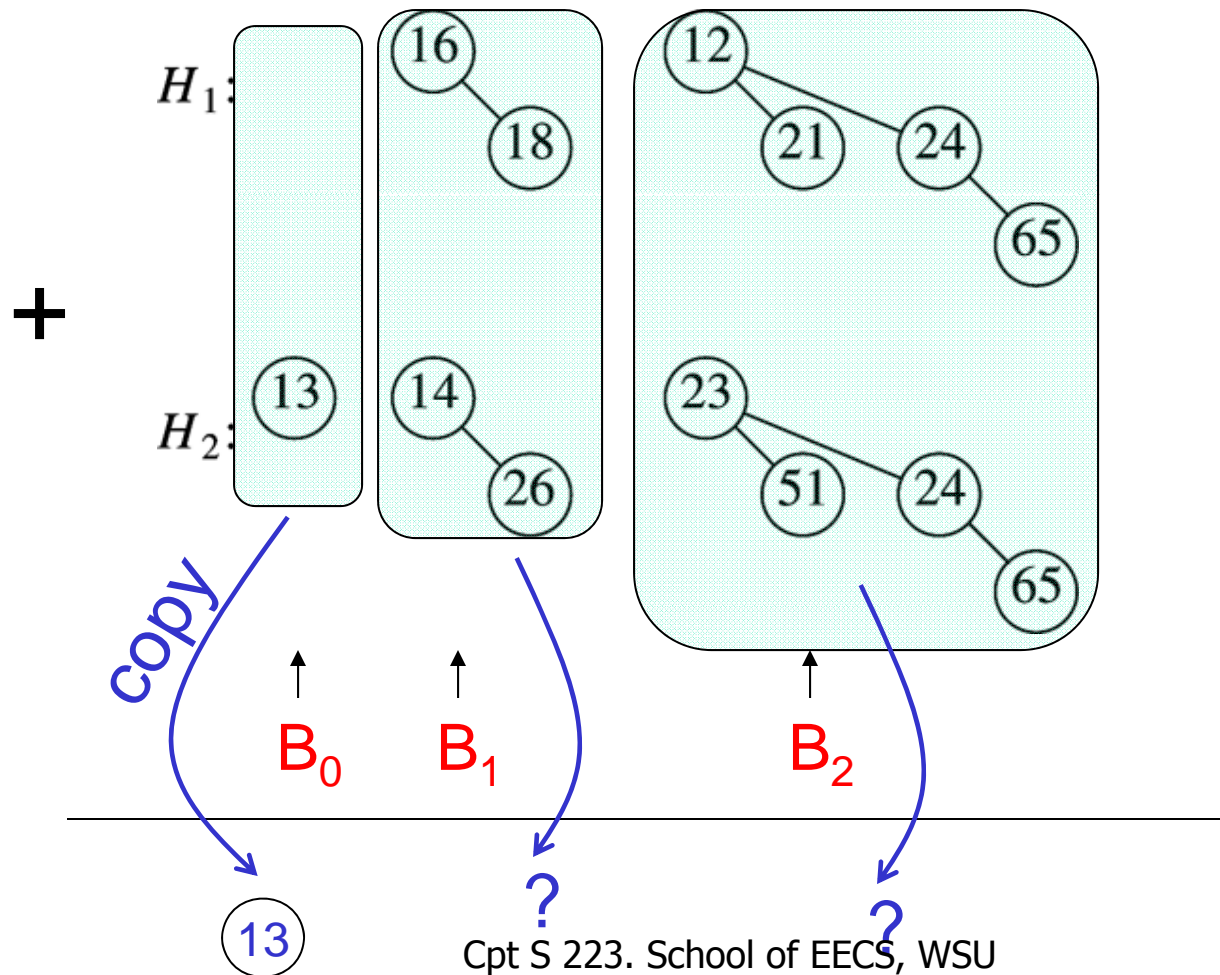 H₁:
16
12
18
21
24
65
+
H₂:
13
14
23
26
51
24
65
copy
B₀
B₁
B₂
13
?
?
Cpt S 223. School of EECS, WSU